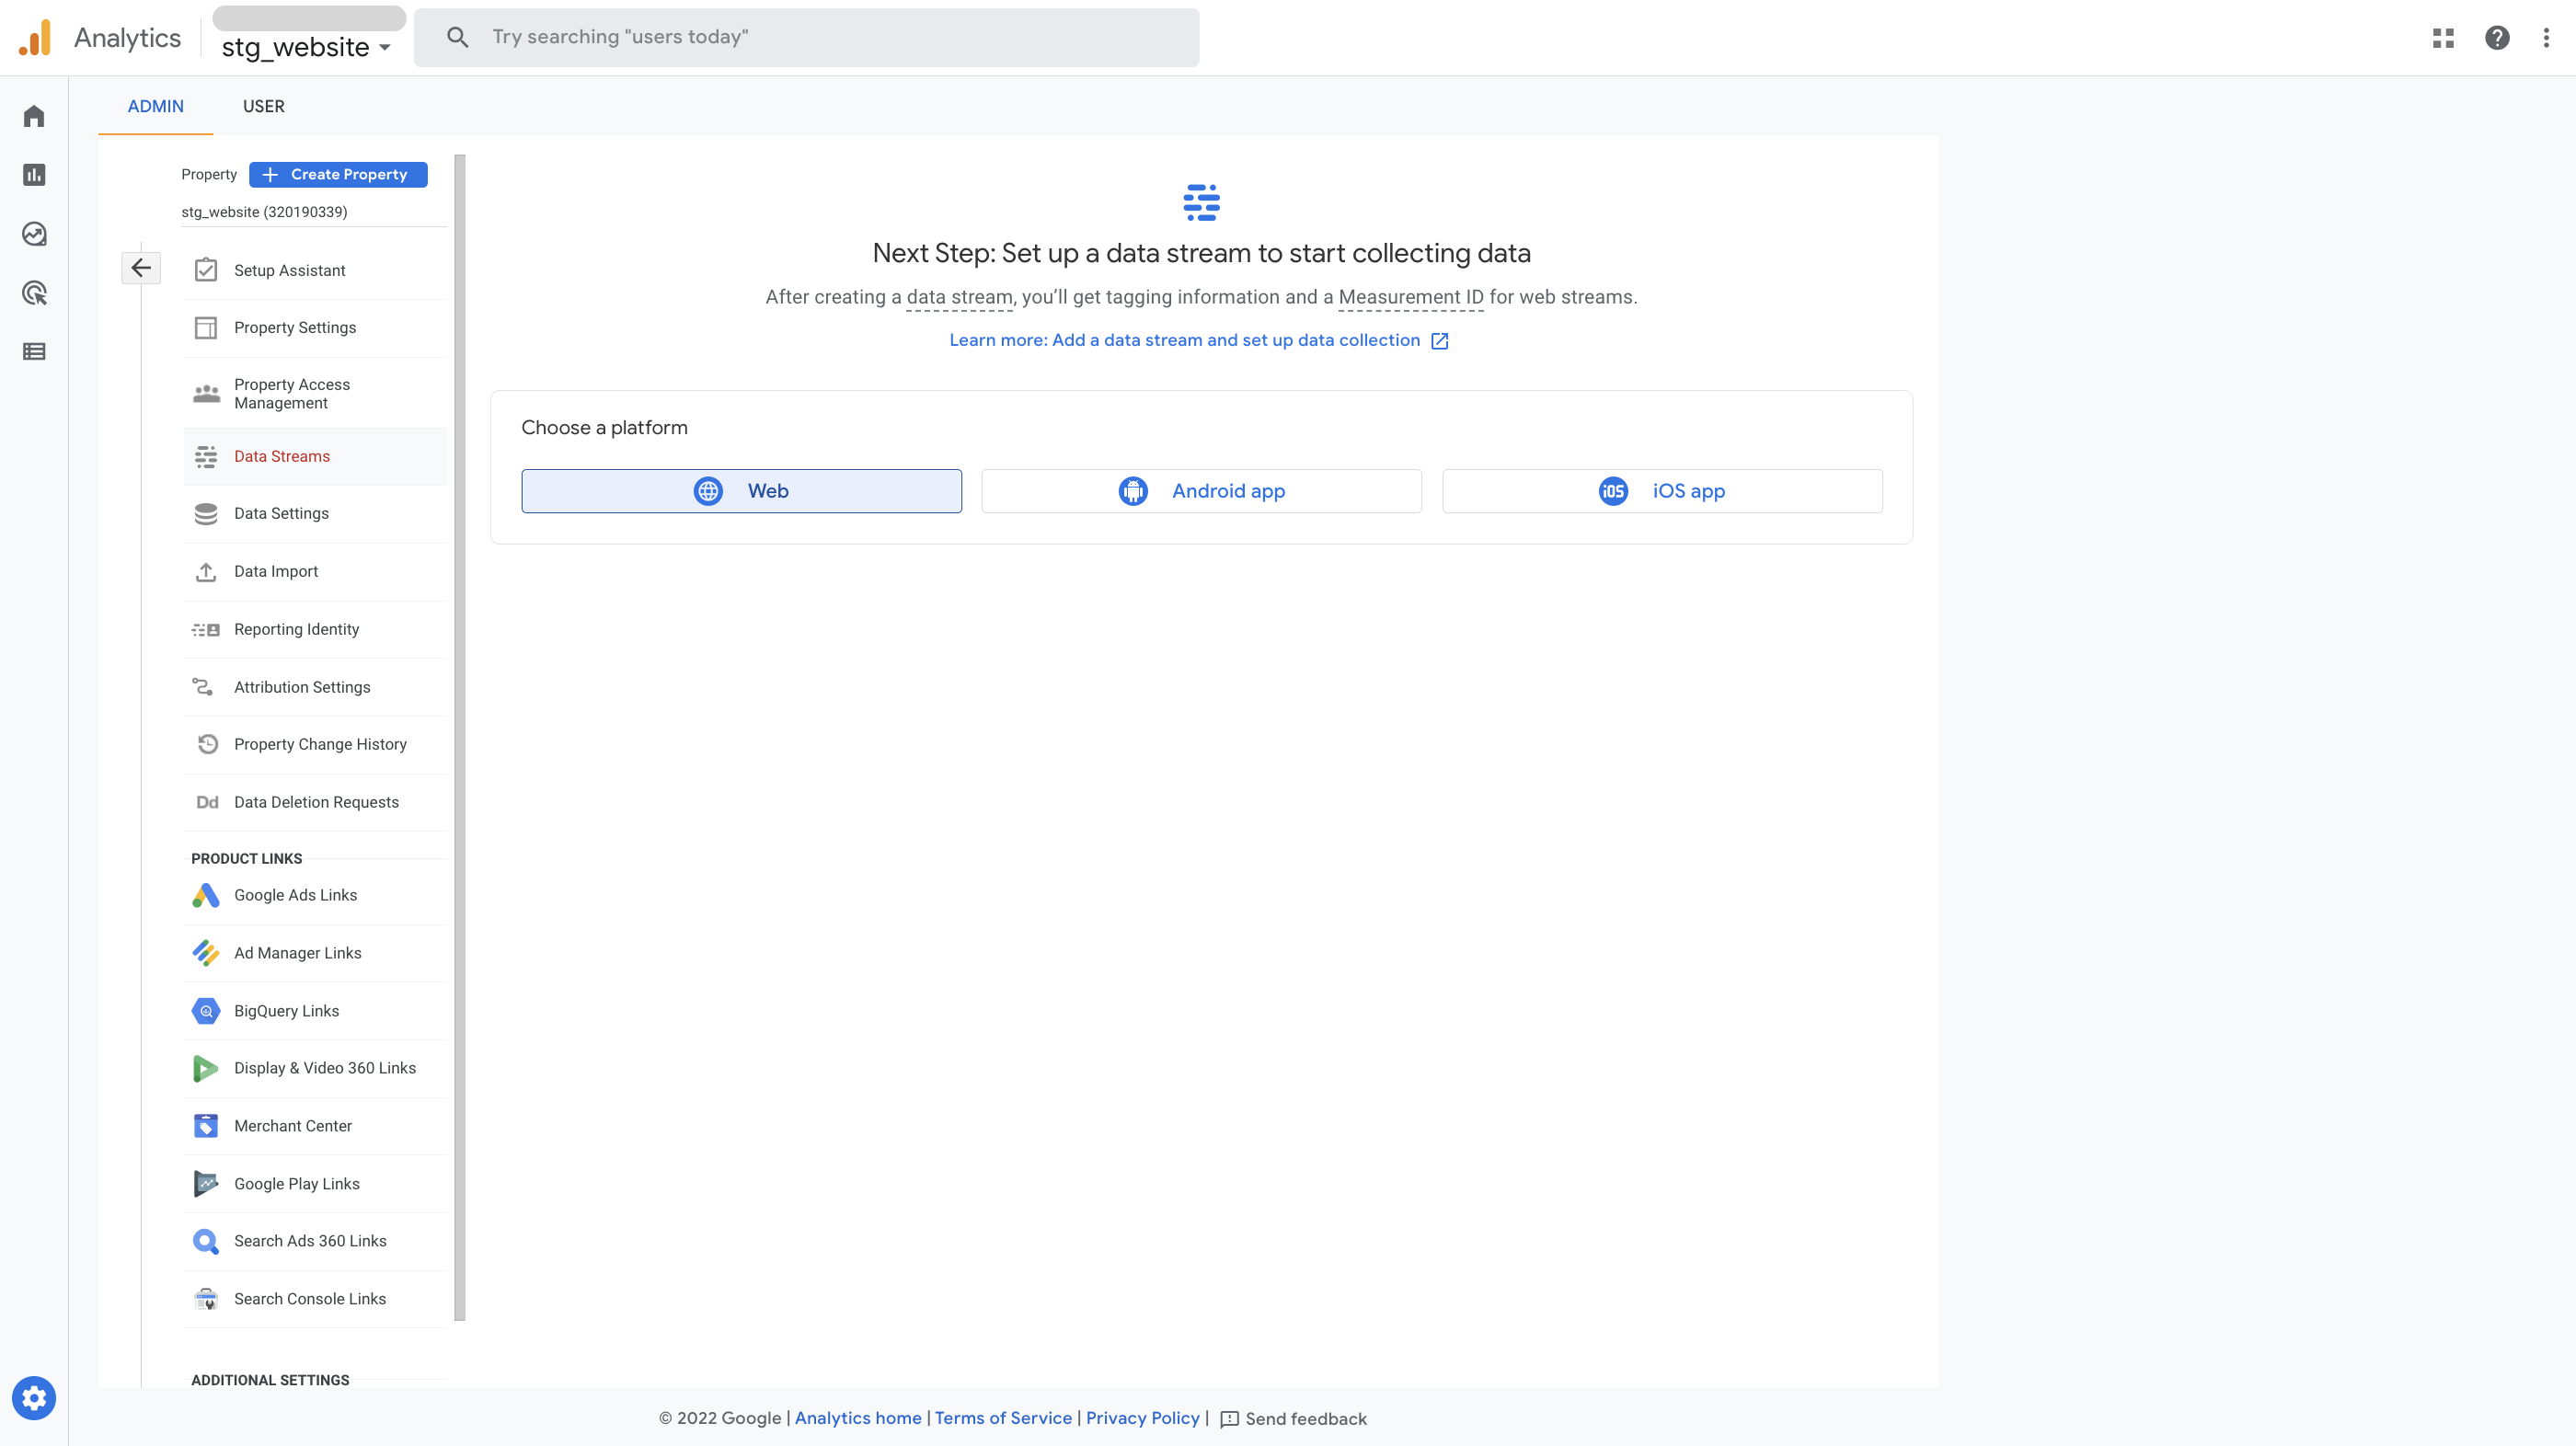 Analytics
stg_website
Try searching "users today"
ADMIN
USER
Property
Create Property
stg_website (320190339)
Setup Assistant
Property Settings
Property Access
Management
Data Streams
Data Settings
Data Import
Reporting Identity
Attribution Settings
Property Change History
Dd
Data Deletion Requests
PRODUCT LINKS
Google Ads Links
Ad Manager Links
BigQuery Links
Display & Video 360 Links
Merchant Center
Google Play Links
Search Ads 360 Links
Search Console Links
ADDITIONAL SETTINGS
Next Step: Set up a data stream to start collecting data
After creating a data stream, you’ll get tagging information and a Measurement ID for web streams.
Learn more: Add a data stream and set up data collection
Choose a platform
Web
Android app
iOS
iOS app
© 2022 Google | Analytics home | Terms of Service | Privacy Policy | Send feedback